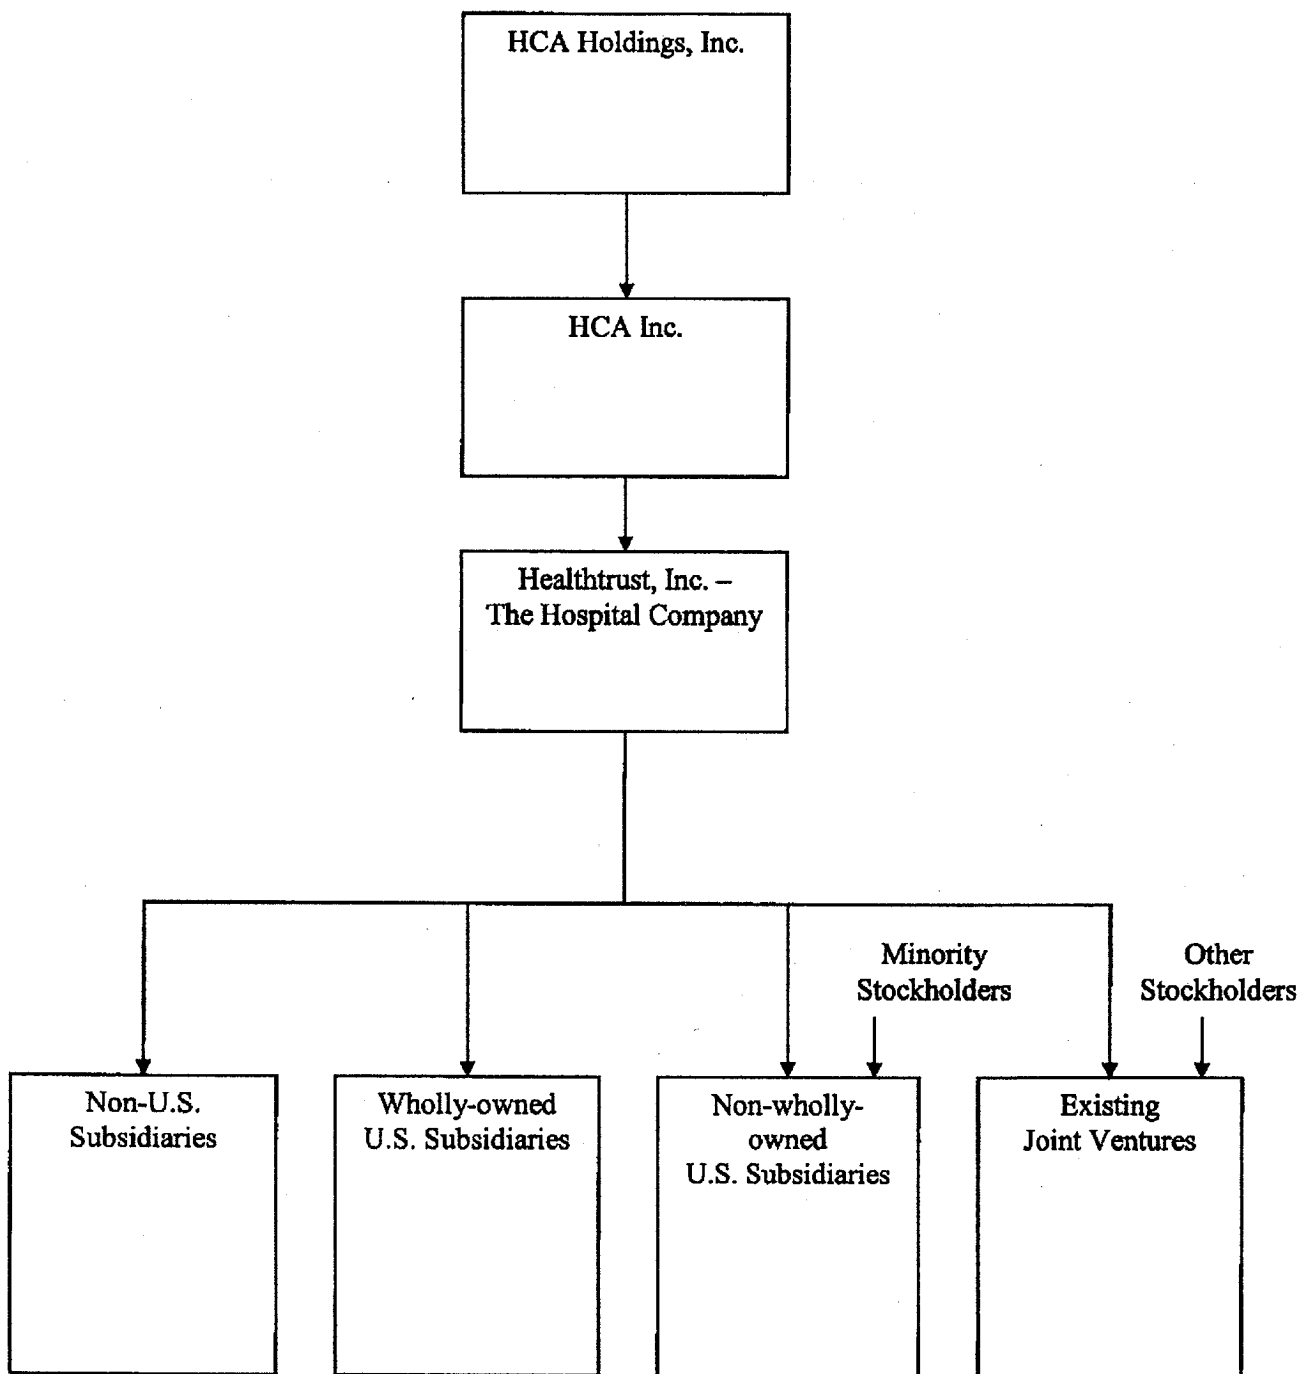 HCA Holdings, Inc.
HCA Inc.
Healthtrust, Inc. –
The Hospital Company
Minority
Stockholders
Other
Stockholders
Non-U.S.
Subsidiaries
Wholly-owned
U.S. Subsidiaries
Non-wholly-
owned
U.S. Subsidiaries
Existing
Joint Ventures